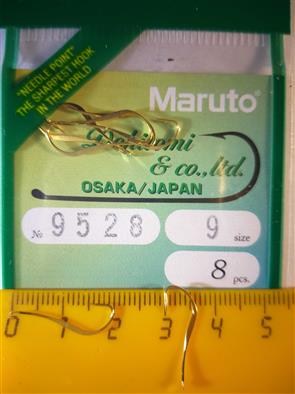 "NEEDLE POINT"
THE SHARPEST HOOK
IN THE WORLD
Maruto®
& co., ltd.
OSAKA/JAPAN
№ 9528 9 size
8 pcs.
0 1 2 3 4 5